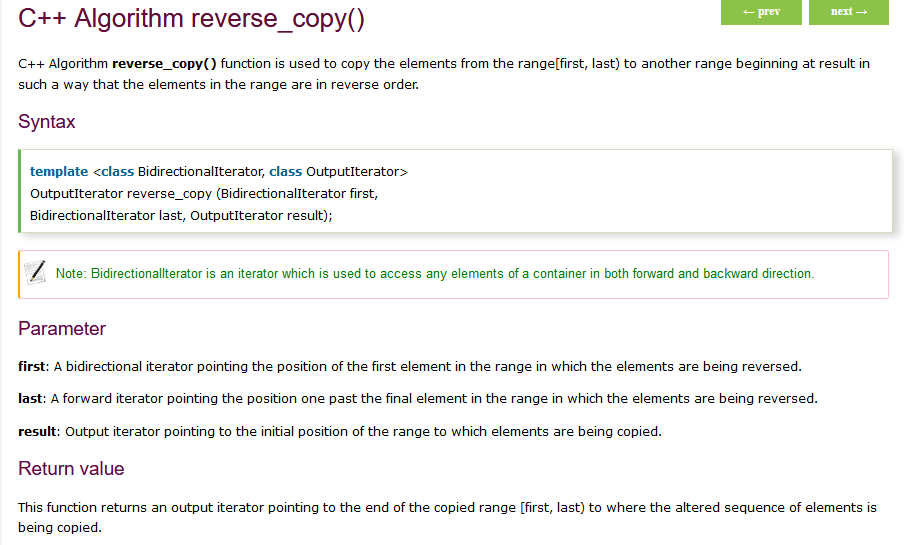 C++ Algorithm reverse_copy()
← prev
next →
C++ Algorithm reverse_copy() function is used to copy the elements from the range[first, last) to another range beginning at result in
such a way that the elements in the range are in reverse order.
Syntax
template <class BidirectionalIterator, class OutputIterator>
OutputIterator reverse_copy (BidirectionalIterator first,
BidirectionalIterator last, OutputIterator result);
Note: BidirectionalIterator is an iterator which is used to access any elements of a container in both forward and backward direction.
Parameter
first: A bidirectional iterator pointing the position of the first element in the range in which the elements are being reversed.
last: A forward iterator pointing the position one past the final element in the range in which the elements are being reversed.
result: Output iterator pointing to the initial position of the range to which elements are being copied.
Return value
This function returns an output iterator pointing to the end of the copied range [first, last) to where the altered sequence of elements is
being copied.